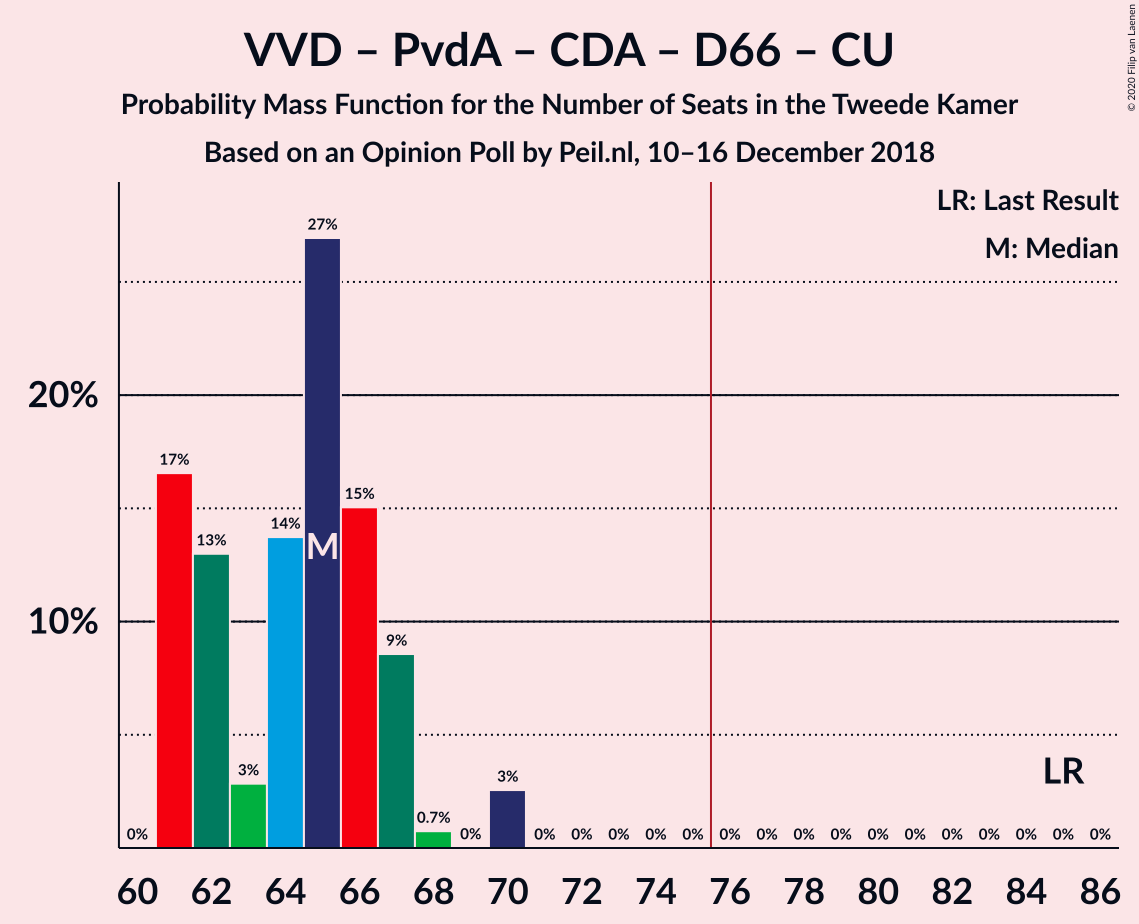 VVD – PvdA – CDA – D66 – CU
Probability Mass Function for the Number of Seats in the Tweede Kamer
Based on an Opinion Poll by Peil.nl, 10–16 December 2018
© 2020 Filip van Laenen
LR: Last Result
M: Median
20%
10%
0% 17% 13% 3% 14% 27% 15% 9% 0.7% 0% 3% 0% 0% 0% 0% 0% 0% 0% 0% 0% 0% 0% 0% 0% 0% 0% 0%
M
LR
60 62 64 66 68 70 72 74 76 78 80 82 84 86